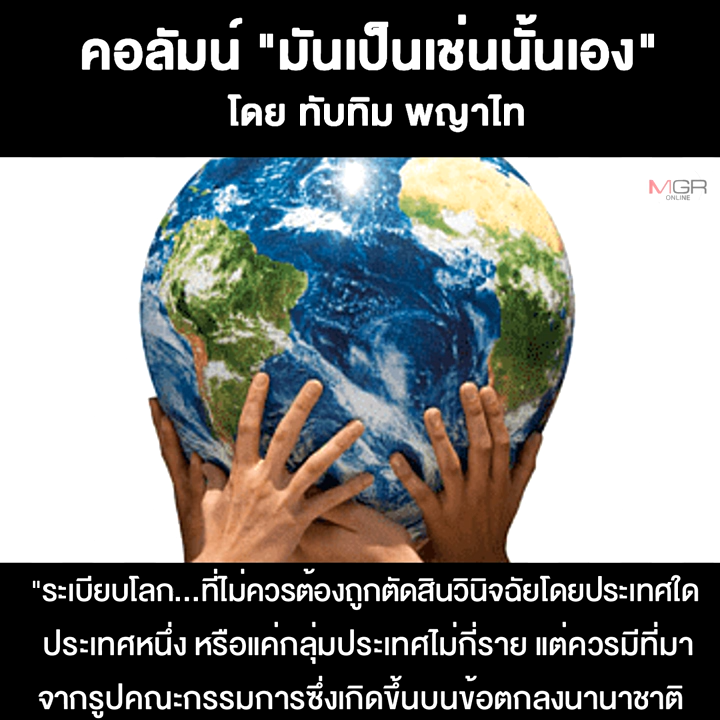 คอลัมน์ "มันเป็นเช่นนั้นเอง"
โดย ทับทิม พญาไท
MGR
ONLINE
"ระเบียบโลก...ที่ไม่ควรต้องถูกตัดสินวินิจฉัยโดยประเทศใด
ประเทศหนึ่ง หรือแค่กลุ่มประเทศไม่กี่ราย แต่ควรมีที่มา
จากรูปคณะกรรมการซึ่งเกิดขึ้นบนข้อตกลงนานาชาติ